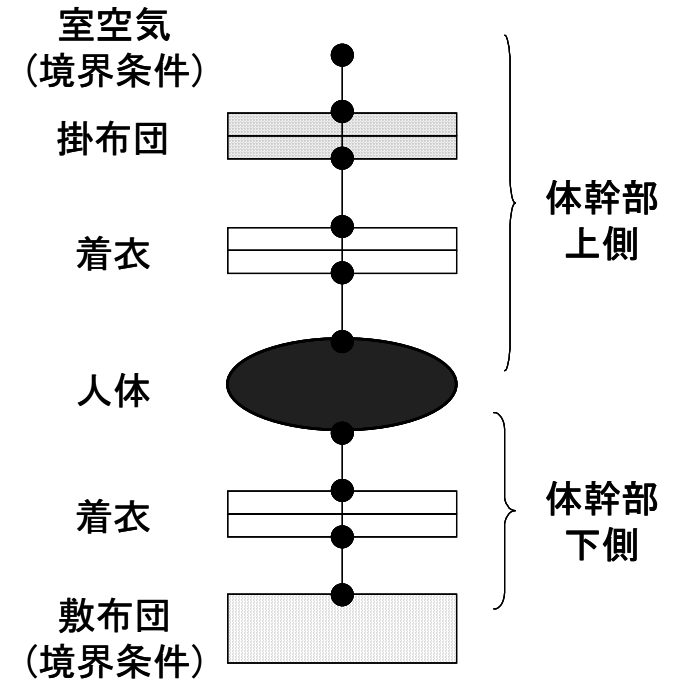 室空気
(境界条件)
掛布団
体幹部
上側
着衣
人体
着衣
体幹部
下側
敷布団
(境界条件)